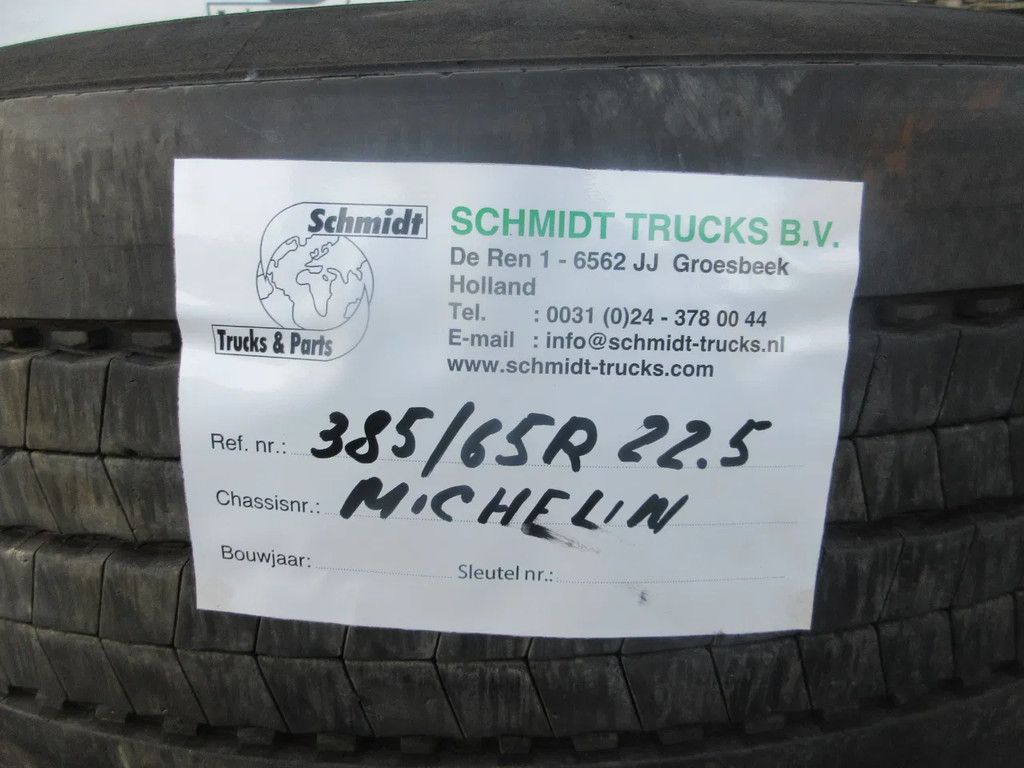 Schmidt
Trucks & Parts
SCHMIDT TRUCKS B.V.
De Ren 1 - 6562 JJ Groesbeek
Holland
Tel. : 0031 (0)24 - 378 00 44
E-mail : info@schmidt-trucks.nl
www.schmidt-trucks.com
Ref. nr.: 385/65R 22.5
Chassisnr.: MICHELIN
Bouwjaar: Sleutel nr.: